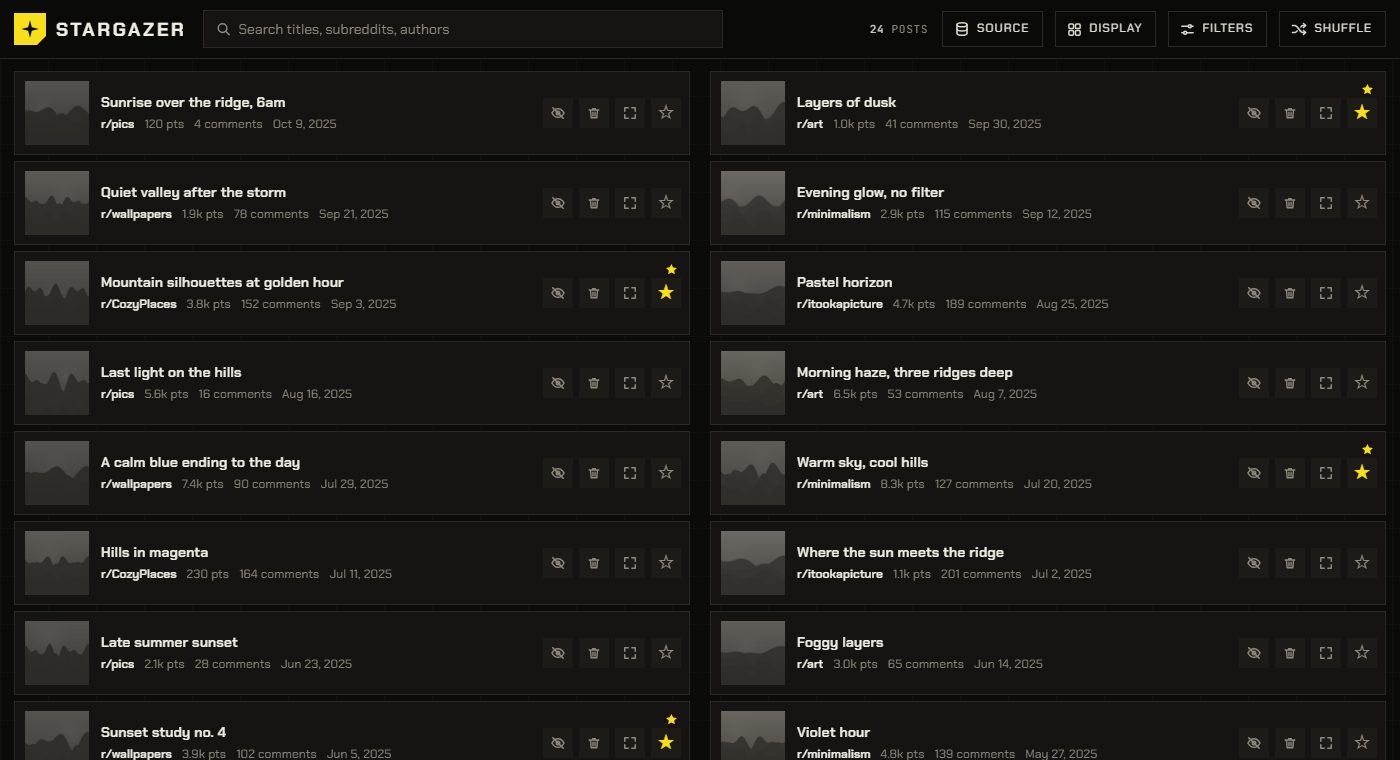 STARGAZER
Search titles, subreddits, authors
24 POSTS
SOURCE
DISPLAY
FILTERS
SHUFFLE
Sunrise over the ridge, 6am
r/pics 120 pts 4 comments Oct 9, 2025
Layers of dusk
r/art 1.0k pts 41 comments Sep 30, 2025
Quiet valley after the storm
r/wallpapers 1.9k pts 78 comments Sep 21, 2025
Evening glow, no filter
r/minimalism 2.9k pts 115 comments Sep 12, 2025
Mountain silhouettes at golden hour
r/CozyPlaces 3.8k pts 152 comments Sep 3, 2025
Pastel horizon
r/itookapicture 4.7k pts 189 comments Aug 25, 2025
Last light on the hills
r/pics 5.6k pts 16 comments Aug 16, 2025
Morning haze, three ridges deep
r/art 6.5k pts 53 comments Aug 7, 2025
A calm blue ending to the day
r/wallpapers 7.4k pts 90 comments Jul 29, 2025
Warm sky, cool hills
r/minimalism 8.3k pts 127 comments Jul 20, 2025
Hills in magenta
r/CozyPlaces 230 pts 164 comments Jul 11, 2025
Where the sun meets the ridge
r/itookapicture 1.1k pts 201 comments Jul 2, 2025
Late summer sunset
r/pics 2.1k pts 28 comments Jun 23, 2025
Foggy layers
r/art 3.0k pts 65 comments Jun 14, 2025
Sunset study no. 4
r/wallpapers 3.9k pts 102 comments Jun 5, 2025
Violet hour
r/minimalism 4.8k pts 139 comments May 27, 2025